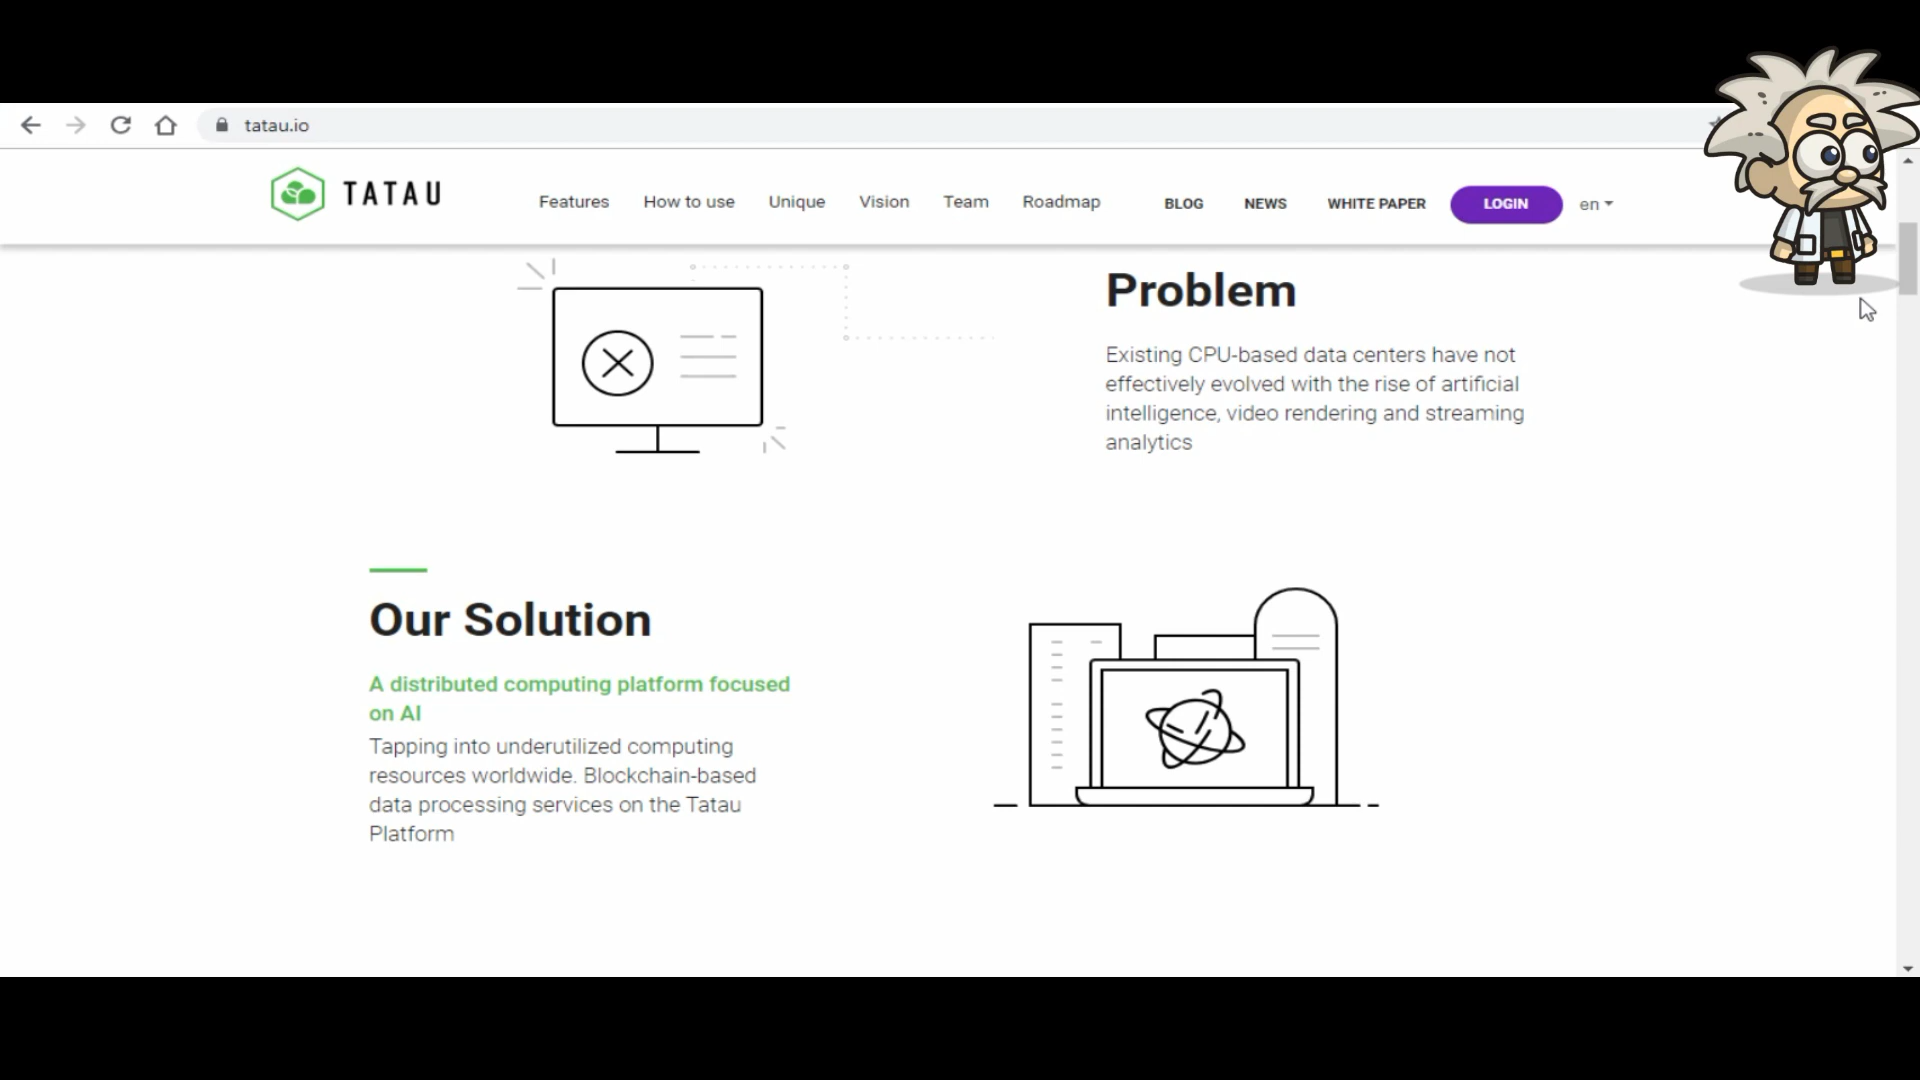 tatau.io
TATAU
Features How to use Unique Vision Team Roadmap BLOG NEWS WHITE PAPER LOGIN en
Problem
Existing CPU-based data centers have not
effectively evolved with the rise of artificial
intelligence, video rendering and streaming
analytics
Our Solution
A distributed computing platform focused
on AI
Tapping into underutilized computing
resources worldwide. Blockchain-based
data processing services on the Tatau
Platform